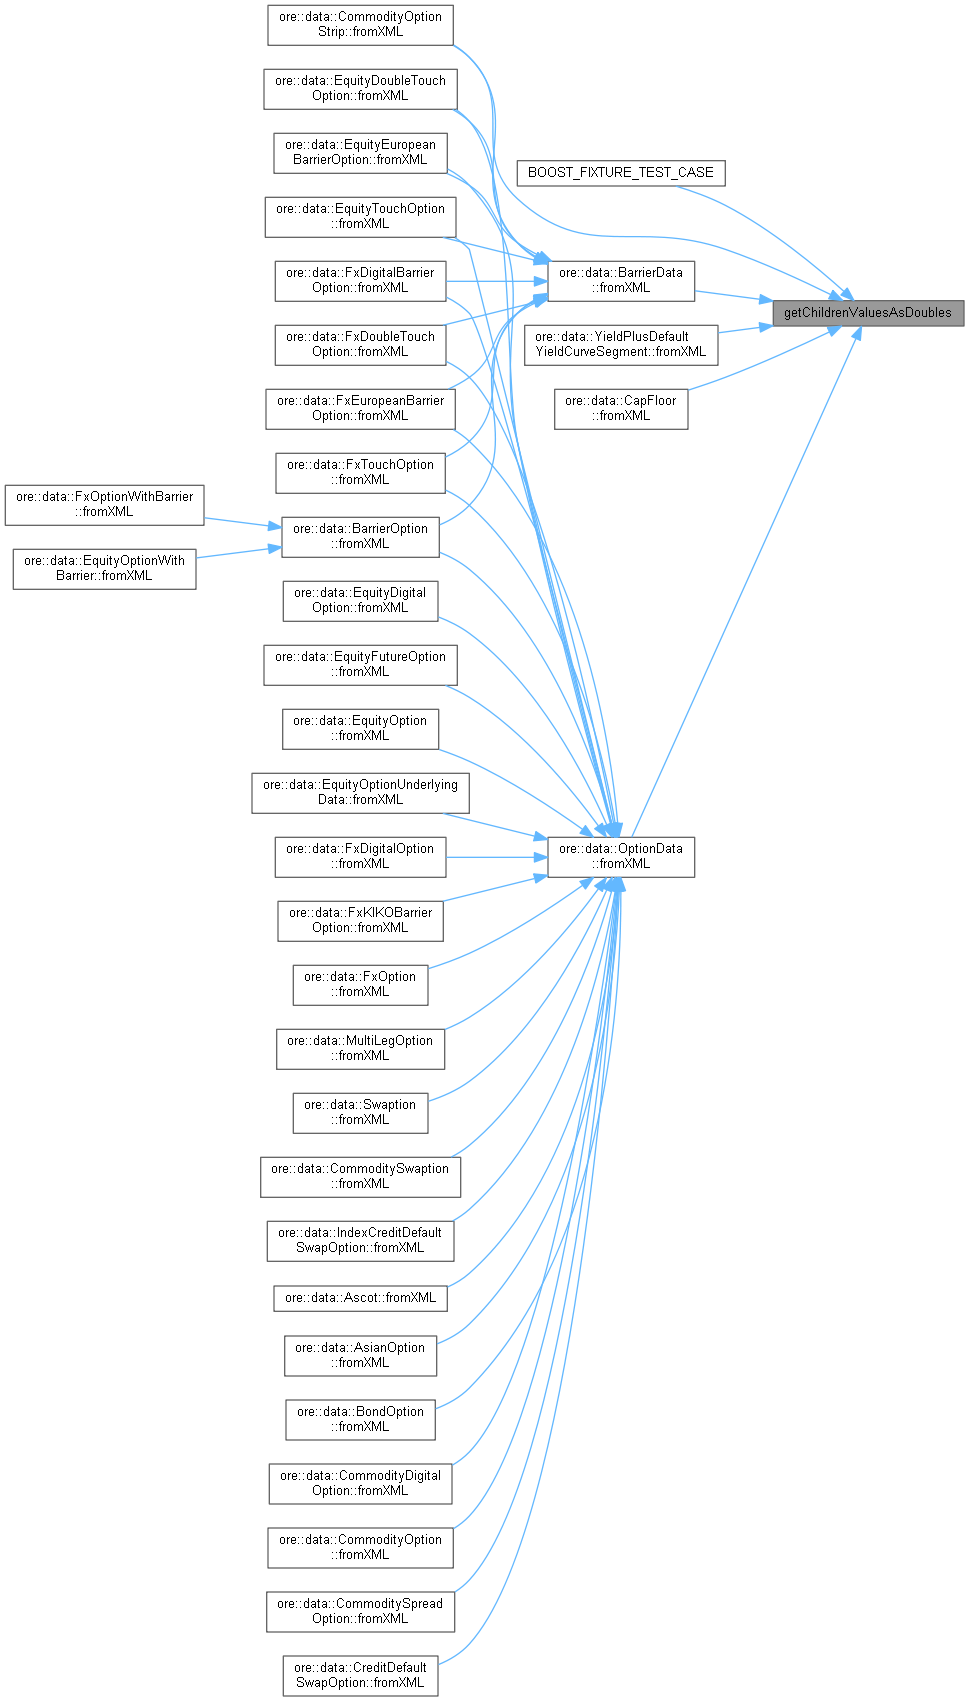 ore::data::CommodityOption
Strip::fromXML
ore::data::EquityDoubleTouch
Option::fromXML
ore::data::EquityEuropean
BarrierOption::fromXML
BOOST_FIXTURE_TEST_CASE
ore::data::EquityTouchOption
::fromXML
ore::data::FxDigitalBarrier
Option::fromXML
ore::data::BarrierData
::fromXML
getChildrenValuesAsDoubles
ore::data::FxDoubleTouch
Option::fromXML
ore::data::YieldPlusDefault
YieldCurveSegment::fromXML
ore::data::FxEuropeanBarrier
Option::fromXML
ore::data::CapFloor
::fromXML
ore::data::FxTouchOption
::fromXML
ore::data::FxOptionWithBarrier
::fromXML
ore::data::BarrierOption
::fromXML
ore::data::EquityOptionWith
Barrier::fromXML
ore::data::EquityDigital
Option::fromXML
ore::data::EquityFutureOption
::fromXML
ore::data::EquityOption
::fromXML
ore::data::EquityOptionUnderlying
Data::fromXML
ore::data::FxDigitalOption
::fromXML
ore::data::OptionData
::fromXML
ore::data::FxKIKOBarrier
Option::fromXML
ore::data::FxOption
::fromXML
ore::data::MultiLegOption
::fromXML
ore::data::Swaption
::fromXML
ore::data::CommoditySwaption
::fromXML
ore::data::IndexCreditDefault
SwapOption::fromXML
ore::data::Ascot::fromXML
ore::data::AsianOption
::fromXML
ore::data::BondOption
::fromXML
ore::data::CommodityDigital
Option::fromXML
ore::data::CommodityOption
::fromXML
ore::data::CommoditySpread
Option::fromXML
ore::data::CreditDefault
SwapOption::fromXML